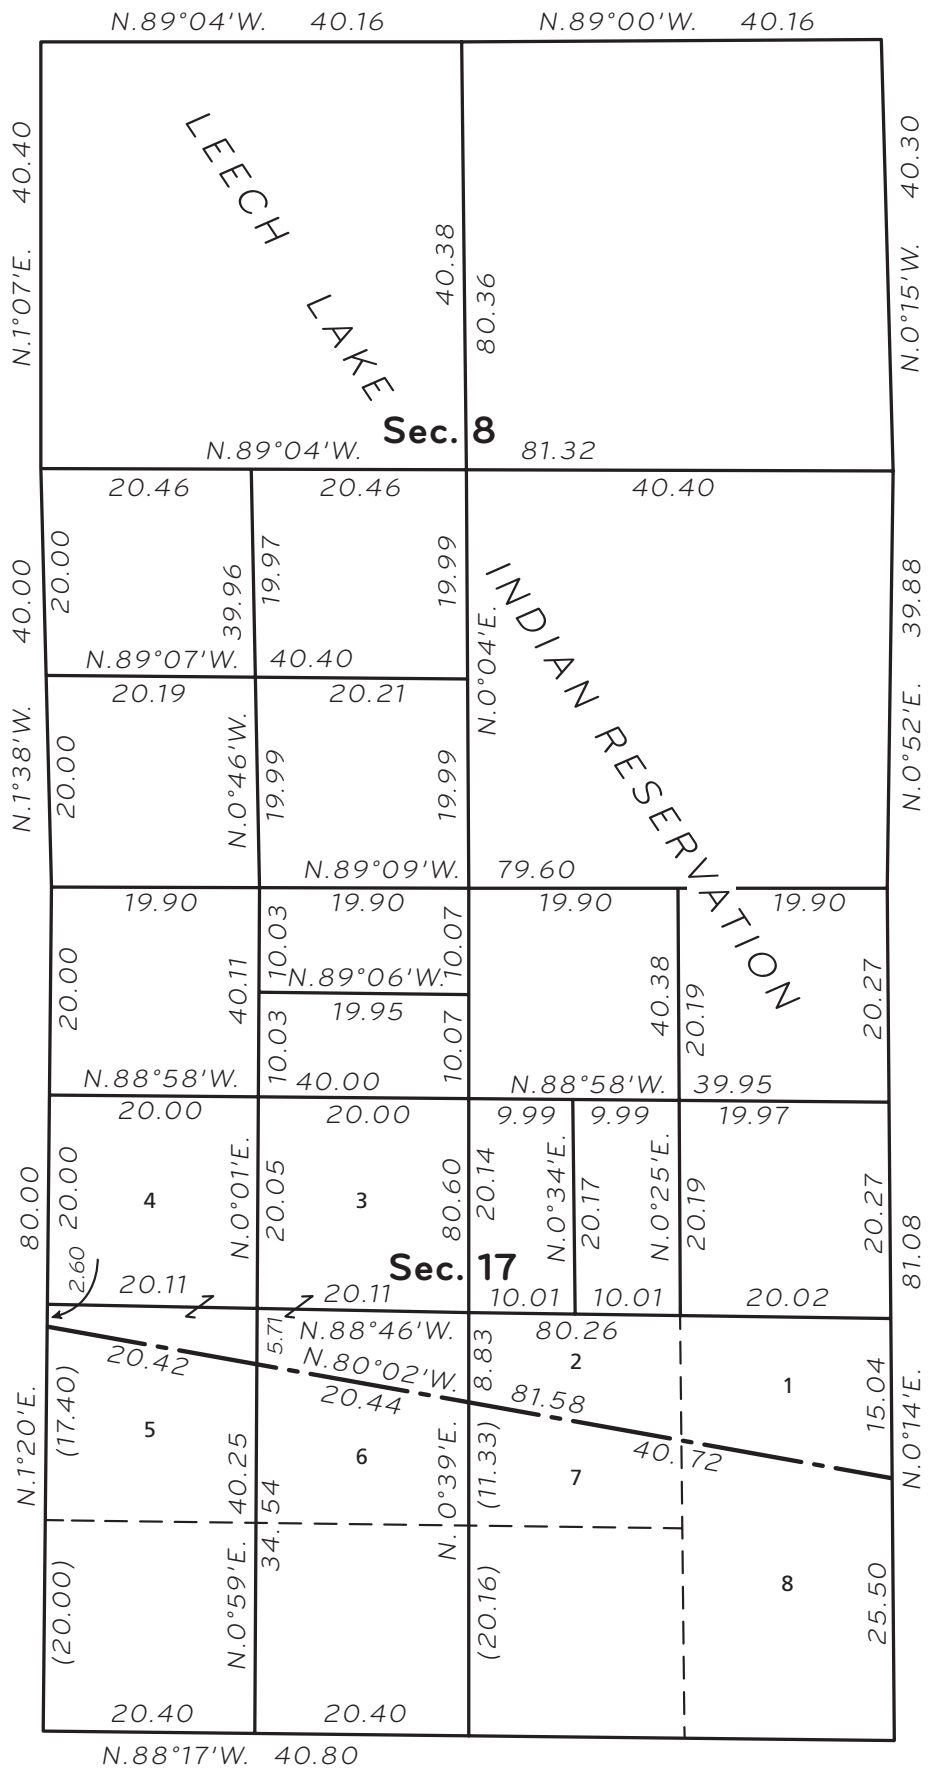 N.89°04'W. 40.16 N.89°00'W. 40.16
40.40
N.1°07'E.
40.30
N.0°15'W.
LEECH
LAKE
40.38
80.36
Sec. 8
N.89°04'W. 81.32
20.46 20.46 40.40
40.00
N.1°38'W.
20.00
39.96
19.97
19.99
INDIAN RESERVATION
N.0°04'E.
39.88
N.0°52'E.
N.89°07'W. 40.40
20.19 20.21
20.00
N.0°46'W.
19.99
19.99
N.89°09'W. 79.60
19.90 19.90 19.90 19.90
20.00
40.11
10.03
10.07
N.89°06'W.
19.95
10.03
10.07
40.38
20.19
20.27
N.88°58'W. 40.00 N.88°58'W. 39.95
20.00 20.00 9.99 9.99 19.97
80.00
20.00
4
N.0°01'E.
20.05
3
80.60
20.14
N.0°34'E.
20.17
N.0°25'E.
20.19
20.27
81.08
Sec. 17
2.60
20.11 20.11 10.01 10.01 20.02
5.71
N.88°46'W. 80.26
20.42
N.80°02'W. 81.58
20.44
40.72
8.83
2
1
15.04
N.1°20'E.
(17.40)
5
40.25
6
N.0°39'E.
(11.33)
7
N.0°14'E.
34.54
(20.00)
N.0°59'E.
(20.16)
8
25.50
20.40 20.40
N.88°17'W. 40.80